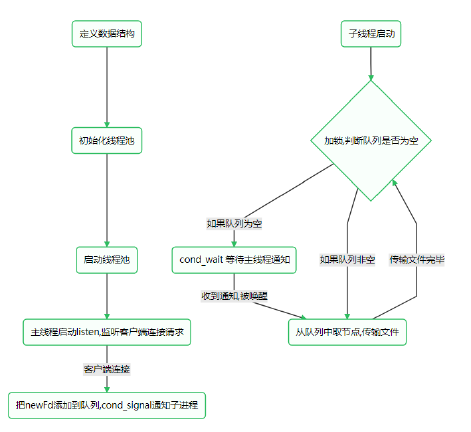 定义数据结构
初始化线程池
启动线程池
主线程启动listen,监听客户端连接请求
客户端连接
把newFd添加到队列,cond_signal通知子进程
子线程启动
加锁,判断队列是否为空
如果队列为空
cond_wait 等待主线程通知
如果队列非空
传输文件完毕
收到通知,被唤醒
从队列中取节点,传输文件